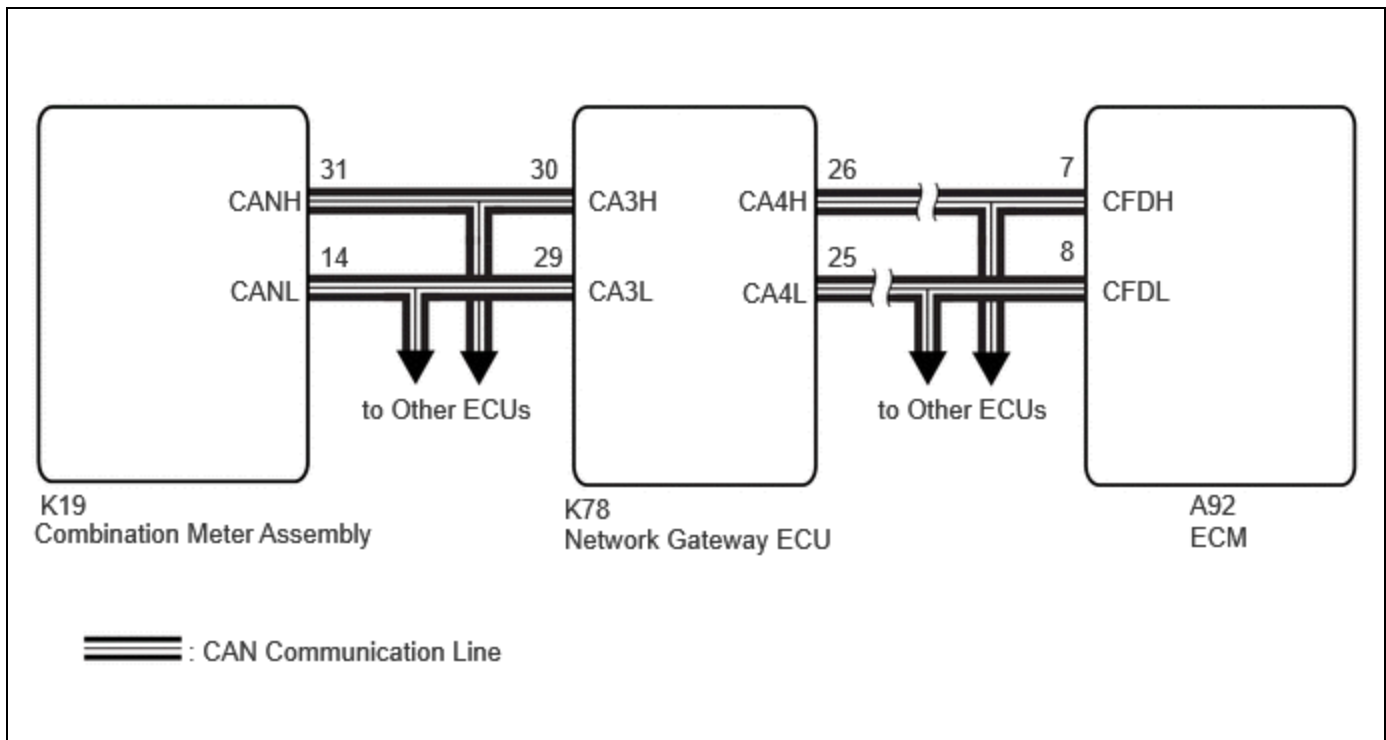 31 30 26 7
CANH CA3H CA4H CFDH
14 29 25 8
CANL CA3L CA4L CFDL
to Other ECUs to Other ECUs
K19 K78 A92
Combination Meter Assembly Network Gateway ECU ECM
: CAN Communication Line